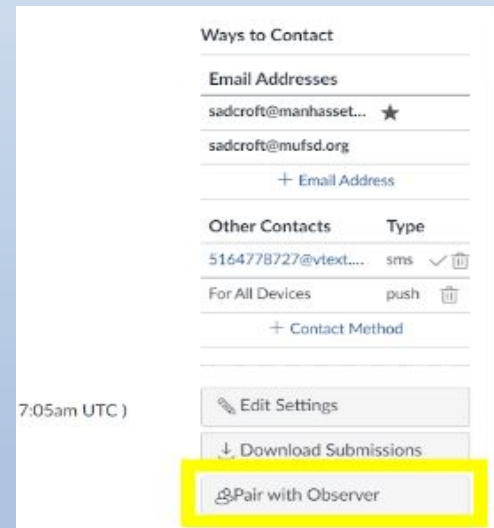 Ways to Contact
Email Addresses
sadcroft@manhasset... ★
sadcroft@mufsd.org
+ Email Address
Other Contacts Type
5164778727@vtext.... sms
For All Devices push
+ Contact Method
7:05am UTC )
Edit Settings
Download Submissions
Pair with Observer